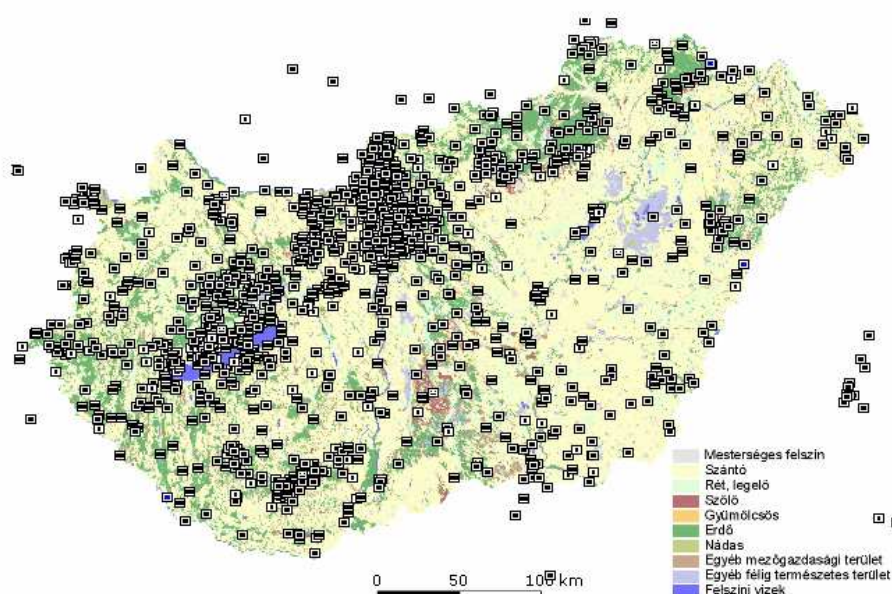 Mesterséges felszín
Szántó
Rét, legelő
Szőlő
Gyümölcsös
Erdő
Nádas
Egyéb mezőgazdasági terület
Egyéb félig természetes terület
Felszíni vizek
0 50 100 km